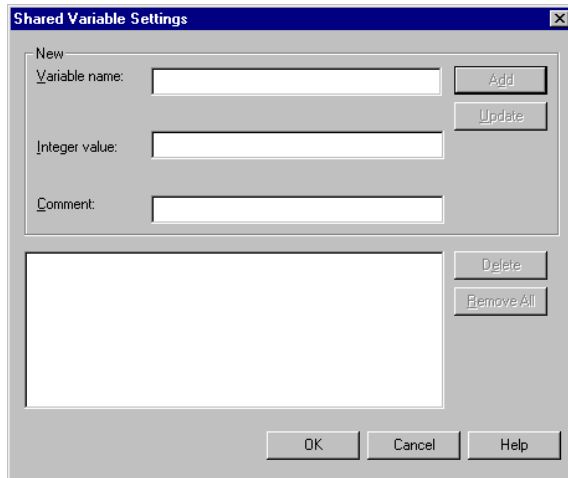 Shared Variable Settings
New
Variable name:
Add
Update
Integer value:
Comment:
Delete
Remove All
OK Cancel Help